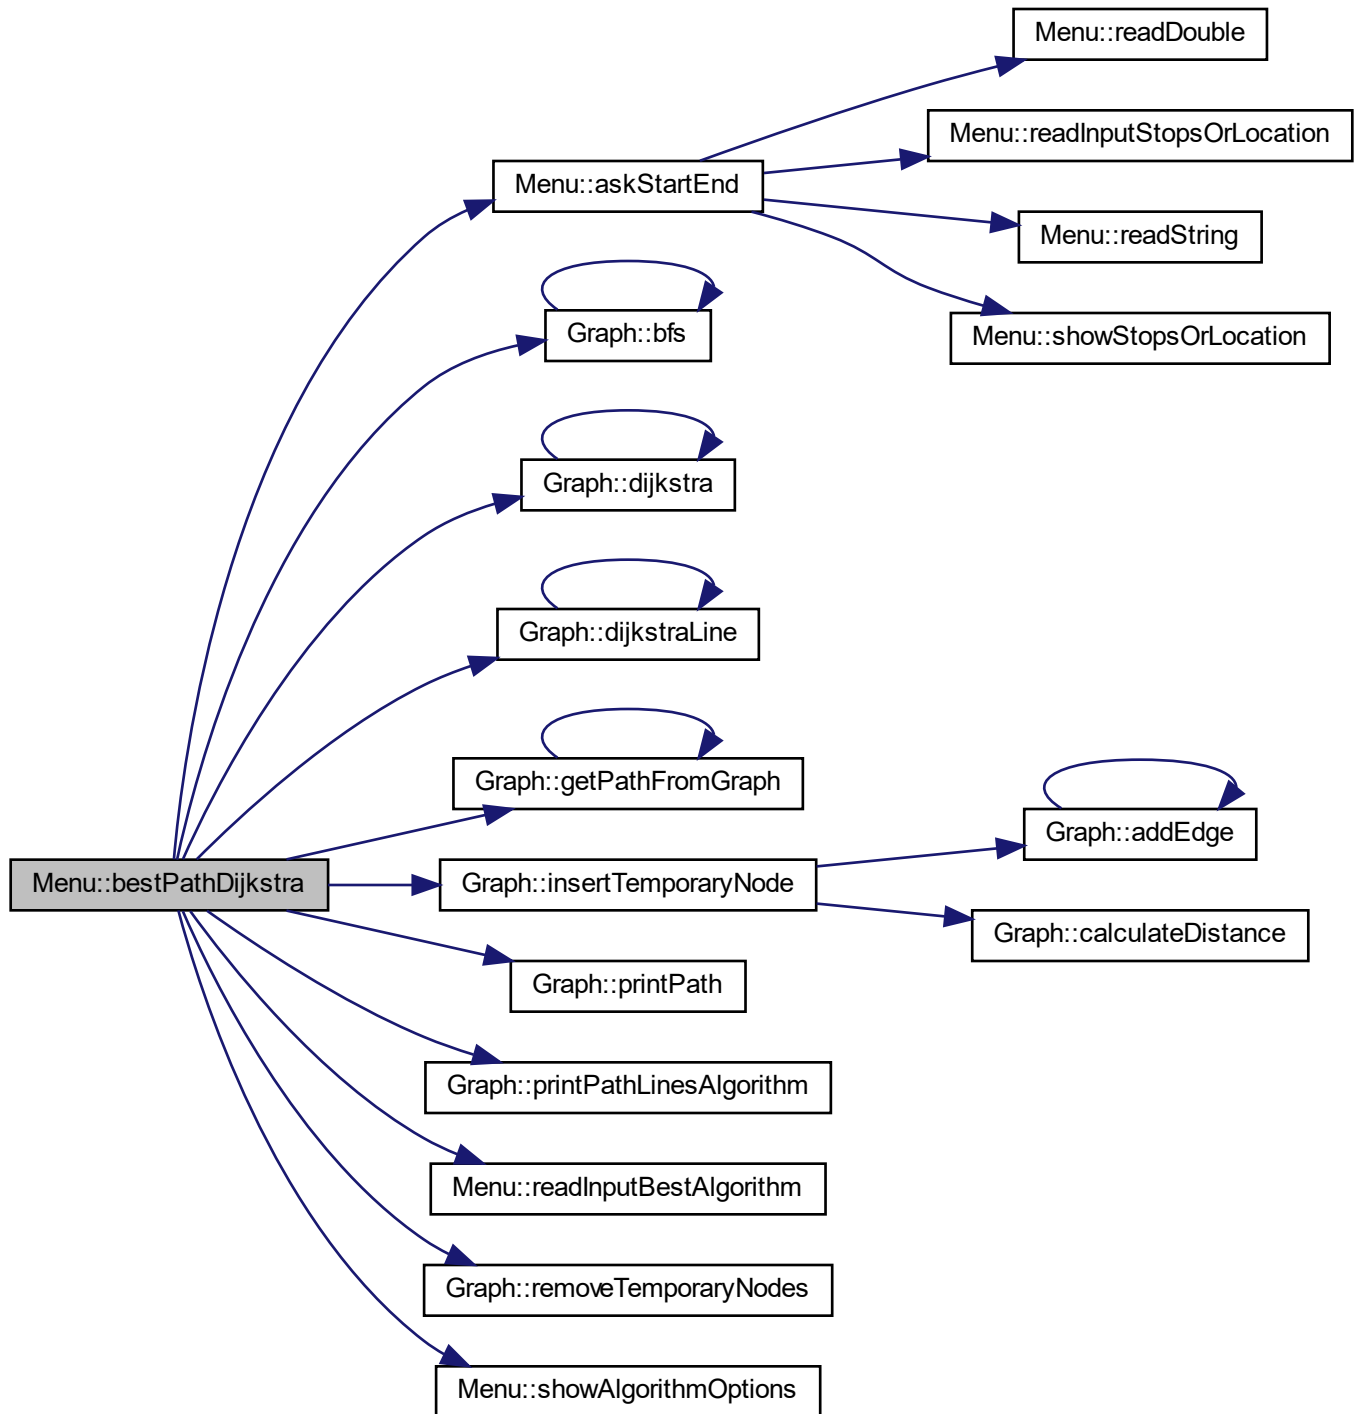 Menu::readDouble
Menu::readInputStopsOrLocation
Menu::askStartEnd
Menu::readString
Menu::showStopsOrLocation
Graph::bfs
Graph::dijkstra
Graph::dijkstraLine
Graph::getPathFromGraph
Graph::addEdge
Menu::bestPathDijkstra
Graph::insertTemporaryNode
Graph::calculateDistance
Graph::printPath
Graph::printPathLinesAlgorithm
Menu::readInputBestAlgorithm
Graph::removeTemporaryNodes
Menu::showAlgorithmOptions